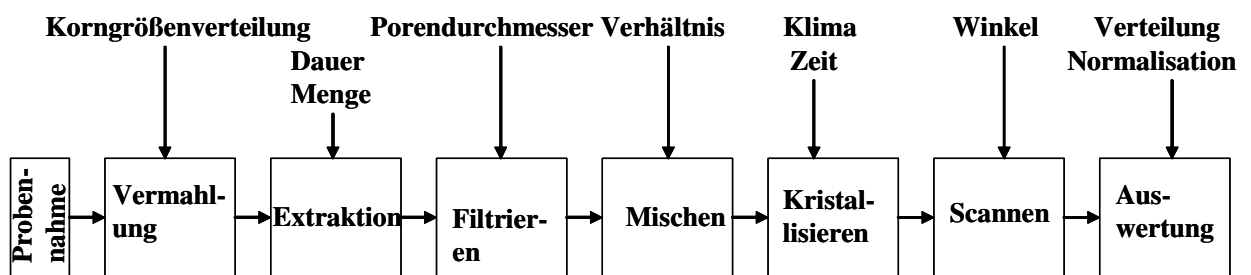 Korngrößenverteilung
Dauer
Menge
Porendurchmesser
Verhältnis
Klima
Zeit
Winkel
Verteilung
Normalisation
Proben-
nahme
Vermahl-
ung
Extraktion
Filtrier-
en
Mischen
Kristal-
lisieren
Scannen
Aus-
wertung